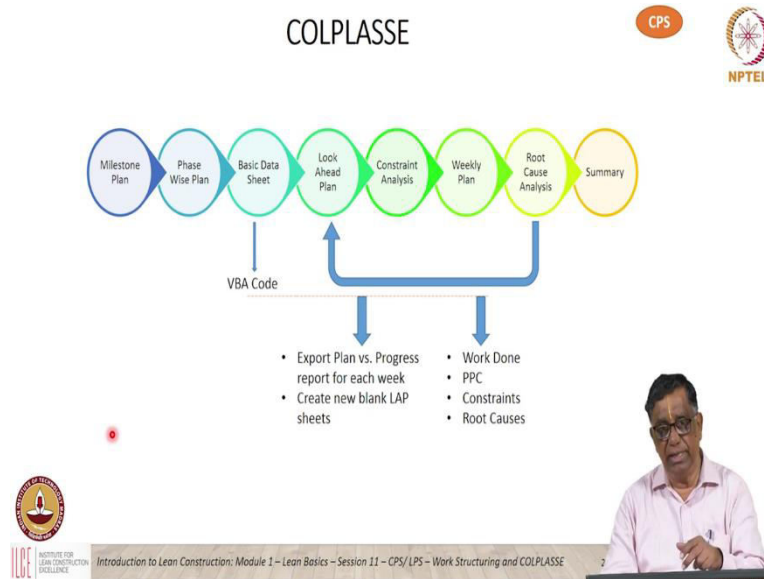 COLPLASSE
CPS
NPTEL
Milestone
Plan
Phase
Wise Plan
Basic Data
Sheet
Look
Ahead
Plan
Constraint
Analysis
Weekly
Plan
Root
Cause
Analysis
Summary
VBA Code
• Export Plan vs. Progress
report for each week
• Create new blank LAP
sheets
• Work Done
• PPC
• Constraints
• Root Causes
ILCE
INSTITUTE FOR
LEAN CONSTRUCTION
EXCELLENCE
Introduction to Lean Construction: Module 1 – Lean Basics – Session 11 – CPS/ LPS – Work Structuring and COLPLASSE